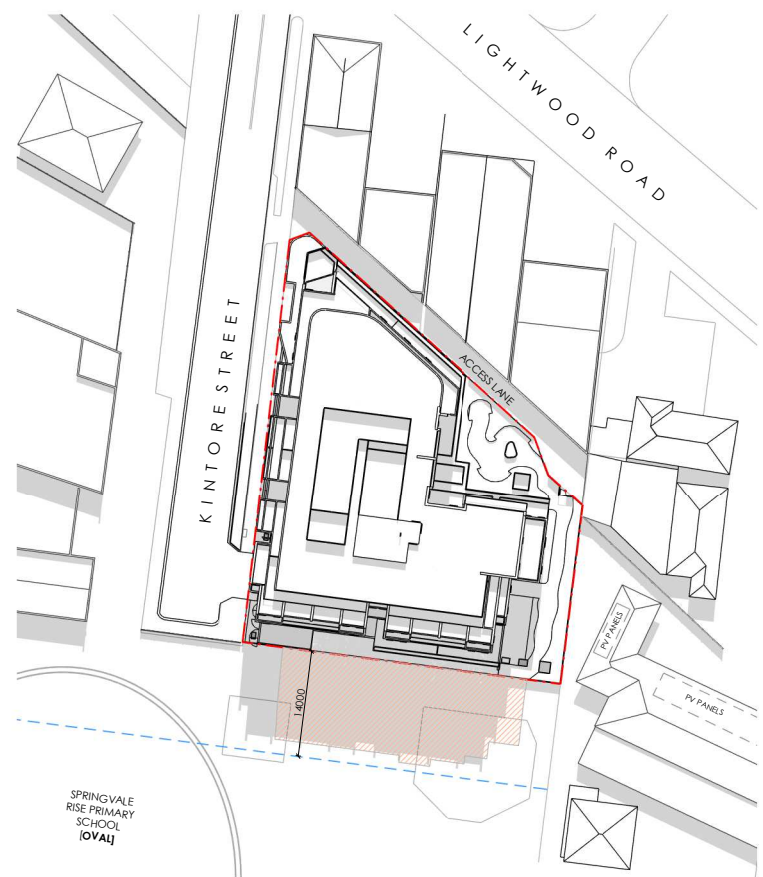 LIGHTWOOD ROAD
KINTORE STREET
ACCESS LANE
PV PANELS
PV PANELS
14000
SPRINGVALE
RISE PRIMARY
SCHOOL
[OVAL]